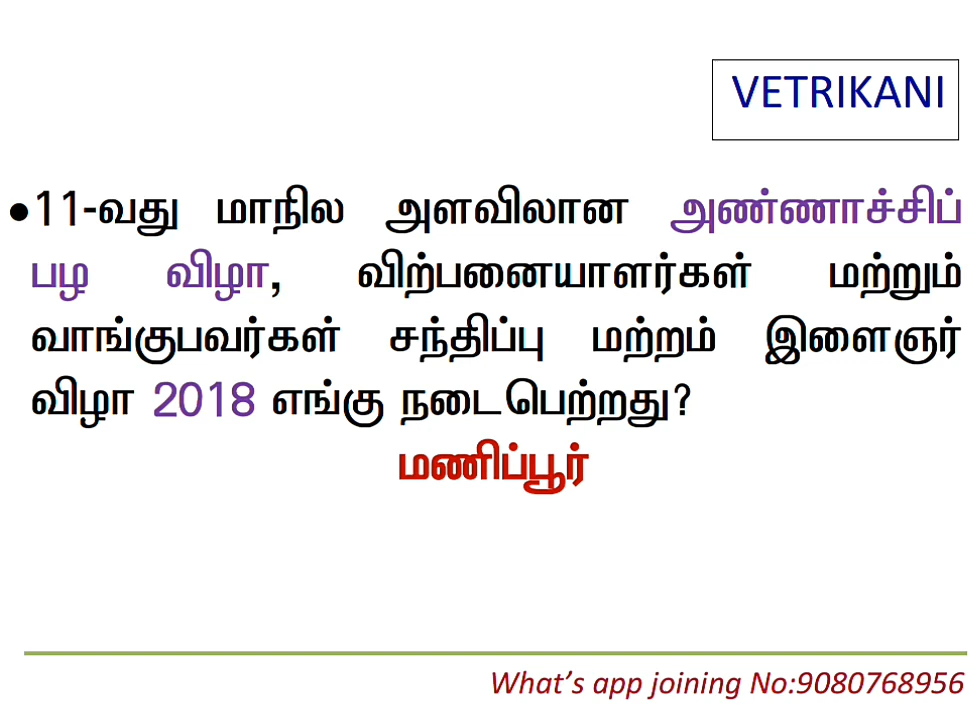 VETRIKANI
•11-வது மாநில அளவிலான அண்ணாச்சிப்
பழ விழா, விற்பனையாளர்கள் மற்றும்
வாங்குபவர்கள் சந்திப்பு மற்றம் இளைஞர்
விழா 2018 எங்கு நடைபெற்றது?
மணிப்பூர்
What’s app joining No:9080768956